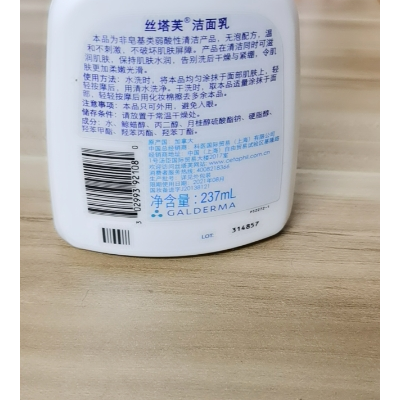 丝塔芙® 洁面乳
本品为非皂基类弱酸性清洁产品，无泡配方，温
和不刺激，不破坏肌肤屏障。产品在清洁同时可滋
润肌肤，保持肌肤水润，告别洗后干燥与紧绷，令肌
肤更加柔嫩光滑。
使用方法：水洗时，将本品均匀涂抹于面部肌肤上，轻
轻按摩后，用清水洗净。干洗时，取本品适量涂抹于面
部，轻轻按摩后用化妆棉擦去多余本品。
注意事项：本品只可外用，避免入眼。
储存条件：请放置于常温干燥处。
成分：水、鲸蜡醇、丙二醇、月桂醇硫酸酯钠、硬脂醇、
羟苯甲酯、羟苯丙酯、羟苯丁酯。
原产国：加拿大
净含量：237mL
GALDERMA
3 02993 92108 0
LOT:
314857